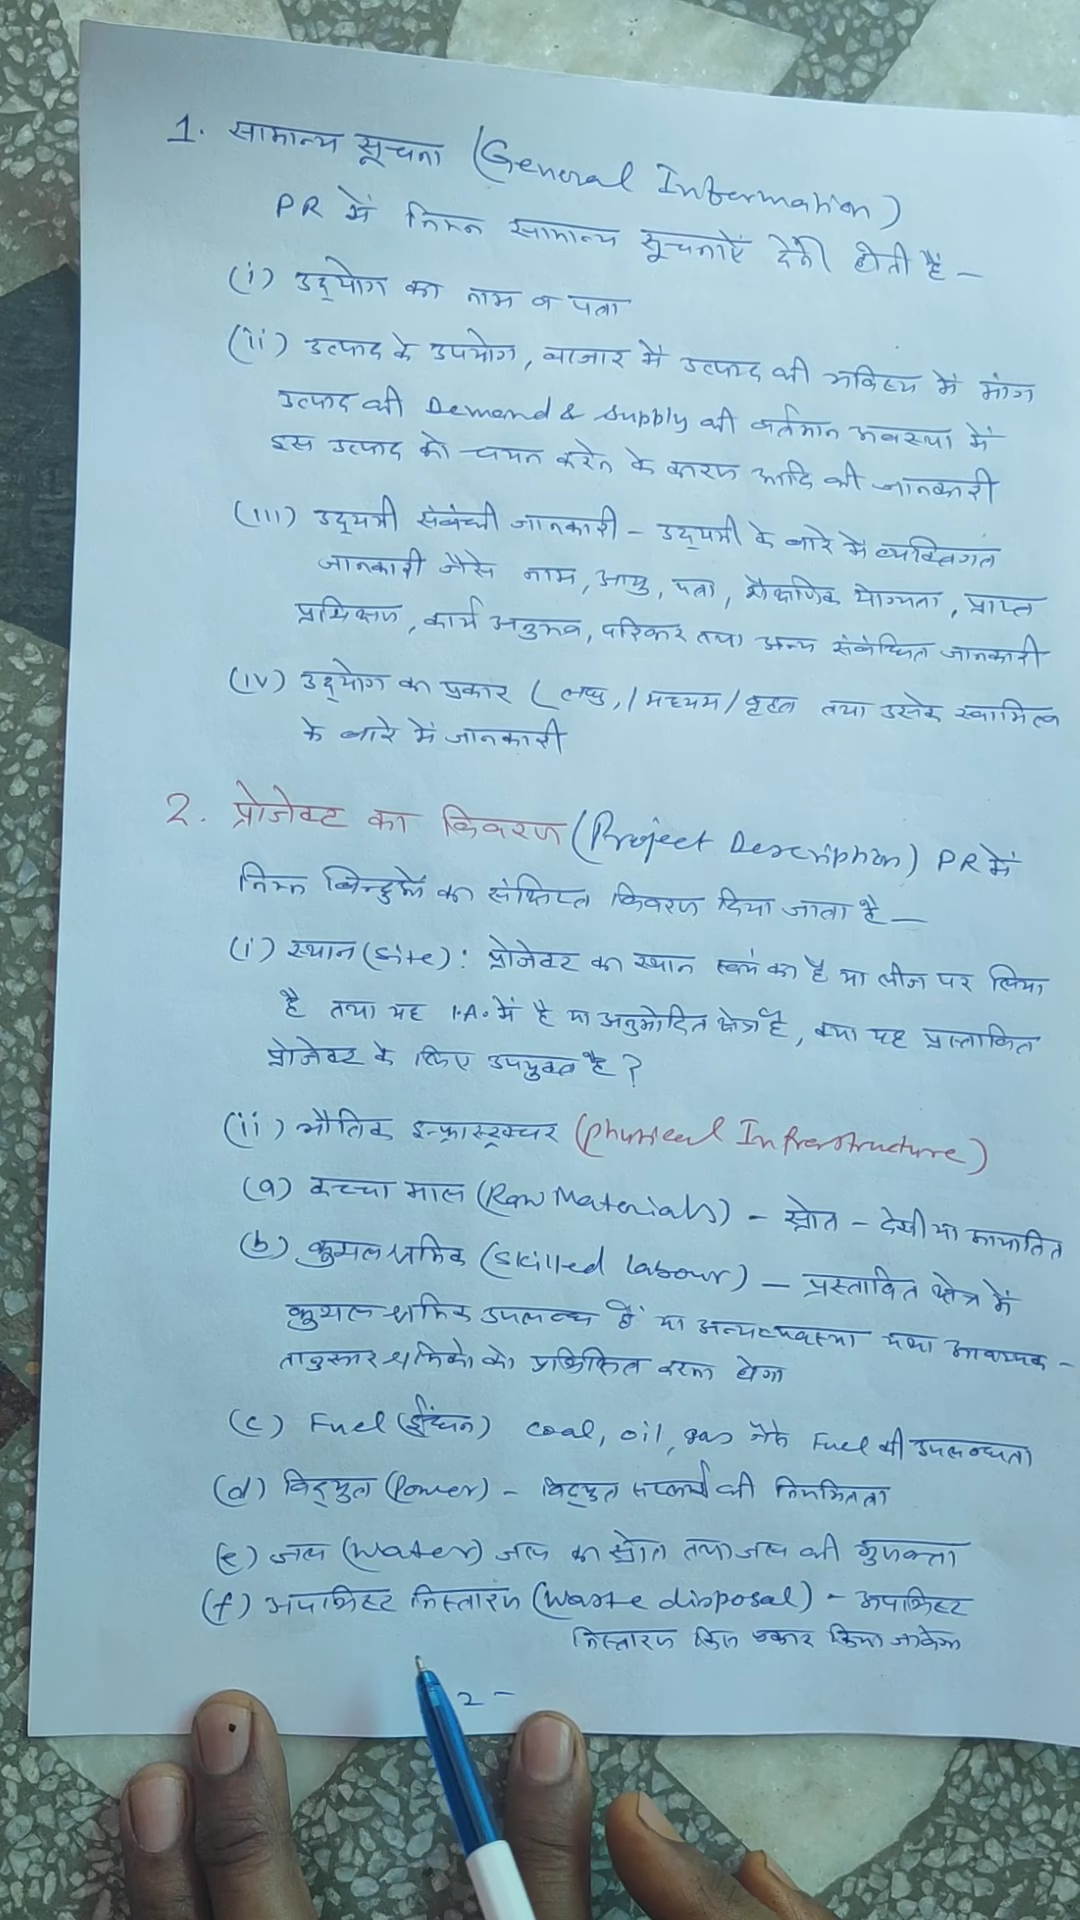 1. सामान्य सूचना (General Information)
PR में निम्न सामान्य सूचनाऐं देनी होती हैं –
(i) उद्योग का नाम व पता
(ii) उत्पाद के उपयोग, बाजार में उत्पाद की भविष्य में मांग
उत्पाद की Demand & Supply की वर्तमान अवस्था में
इस उत्पाद को चयन करने के कारण आदि की जानकारी
(iii) उद्यमी संबंधी जानकारी – उद्यमी के बारे में व्यक्तिगत
जानकारी जैसे नाम, आयु, पता, शैक्षणिक योग्यता, प्राप्त
प्रशिक्षण, कार्य अनुभव, परिवार तथा अन्य संबंधित जानकारी
(iv) उद्योग का प्रकार ( लघु,/मध्यम/वृहत तथा उसके स्वामित्व
के बारे में जानकारी
2. प्रोजेक्ट का विवरण (Project Description) PR में
निम्न बिन्दुओं का संक्षिप्त विवरण दिया जाता है –
(i) स्थान (site) : प्रोजेक्ट का स्थान स्वयं का है या लीज पर लिया
है तथा यह I.A. में है या अनुमोदित क्षेत्र है, क्या यह प्रस्तावित
प्रोजेक्ट के लिए उपयुक्त है ?
(ii) भौतिक इन्फ्रास्ट्रक्चर (Physical Infrastructure)
(a) कच्चा माल (Raw Materials) – स्रोत – देशी या आयातित
(b) कुशल श्रमिक (Skilled labour) – प्रस्तावित क्षेत्र में
कुशल श्रमिक उपलब्ध हैं या अन्य व्यवस्था यथा आवश्यक-
तानुसार श्रमिकों को प्रशिक्षित करना होगा
(c) Fuel (ईंधन) coal, oil, gas जैसे Fuel की उपलब्धता
(d) विद्युत (Power) – विद्युत सप्लाई की नियमितता
(e) जल (Water) जल का स्रोत तथा जल की गुणवत्ता
(f) अपशिष्ट निस्तारण (Waste disposal) – अपशिष्ट
निस्तारण किस प्रकार किया जावेगा
2 –